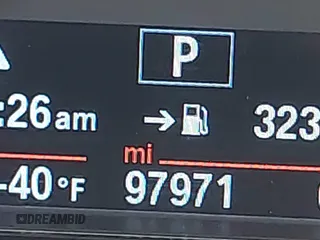 P
:26am
323
mi
-40°F
97971
DREAMBID